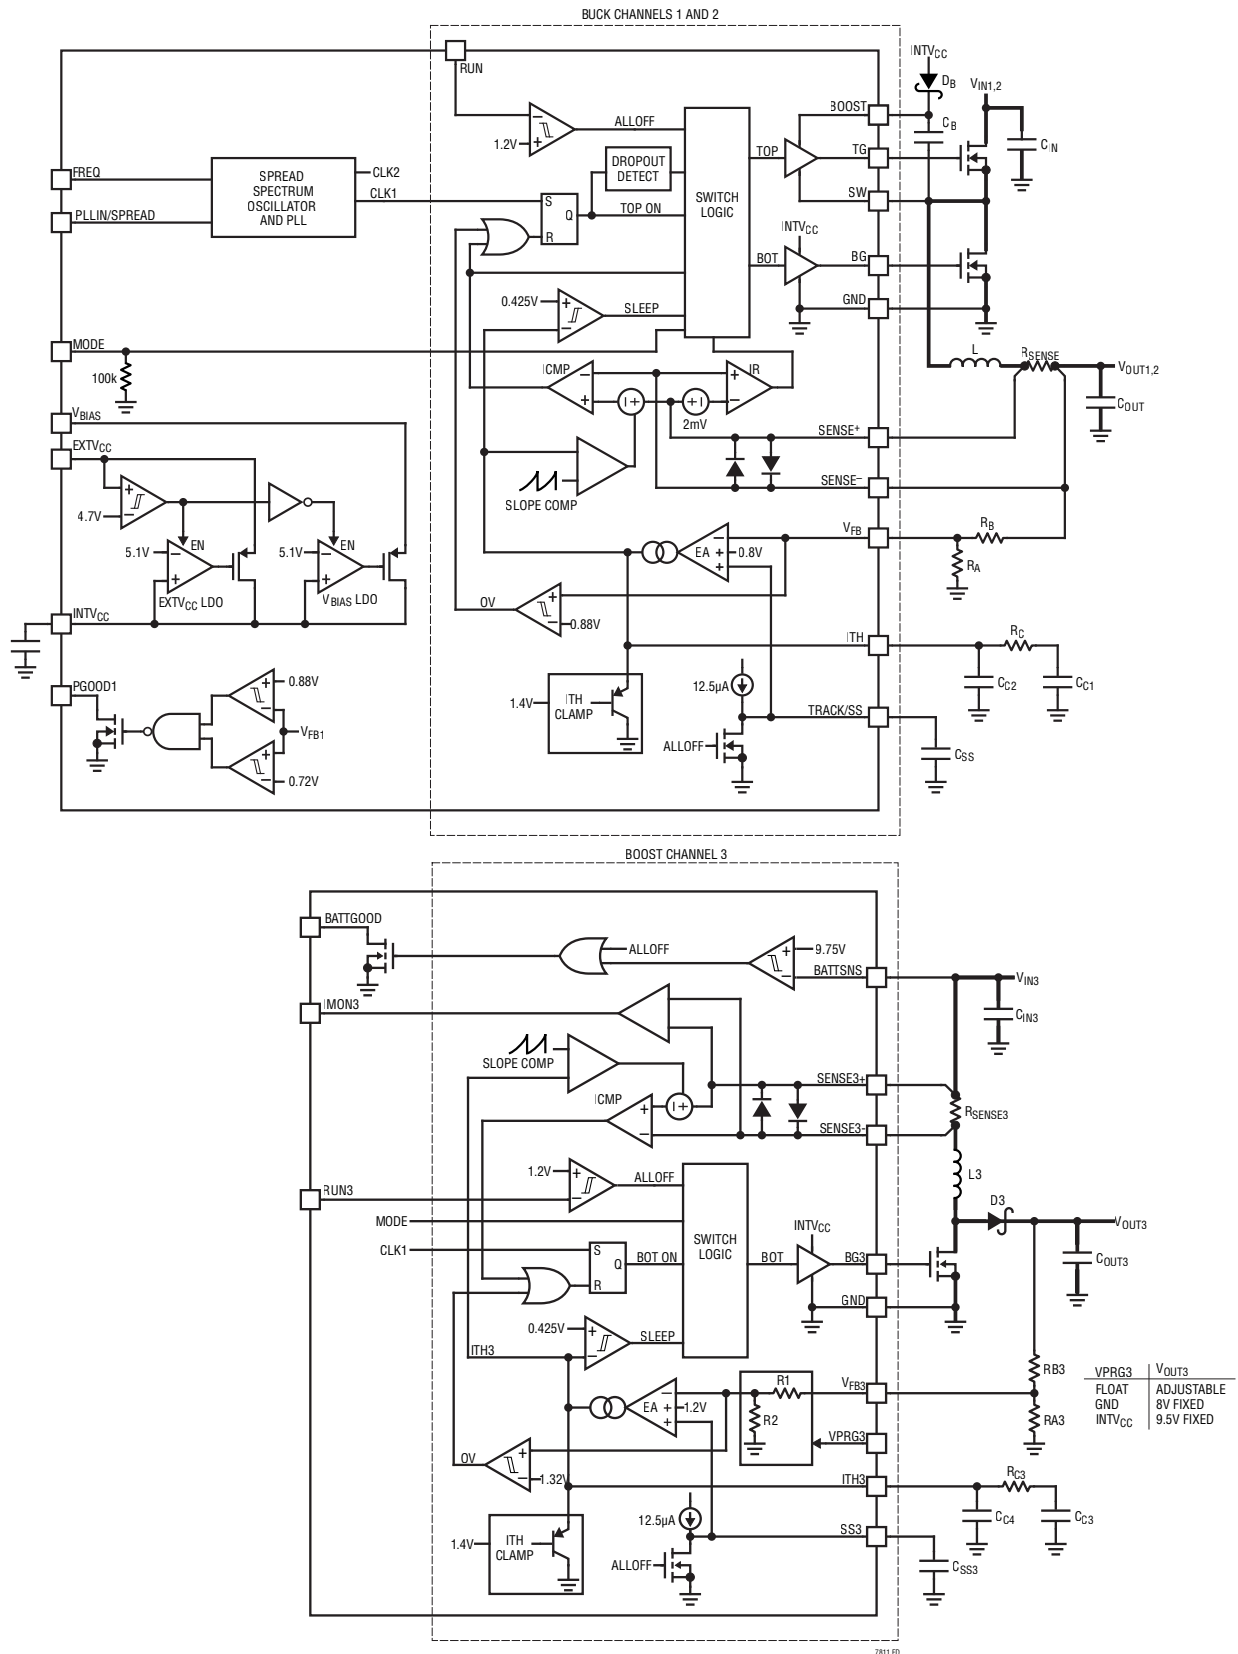 BUCK CHANNELS 1 AND 2
RUN
INTVCC
DB
VIN1,2
BOOST
CB
CIN
1.2V
ALLOFF
DROPOUT
DETECT
TOP
TG
FREQ
SPREAD
SPECTRUM
OSCILLATOR
AND PLL
CLK2
CLK1
S
Q
R
TOP ON
SWITCH
LOGIC
SW
PLLIN/SPREAD
INTVCC
BOT
BG
0.425V
SLEEP
GND
MODE
100k
ICMP
IR
L
RSENSE
VOUT1,2
COUT
2mV
VBIAS
EXTVCC
SENSE+
SLOPE COMP
SENSE–
4.7V
5.1V
EN
5.1V
EN
EXTVCC LDO
VBIAS LDO
VFB
RB
RA
EA
0.8V
OV
0.88V
INTVCC
ITH
RC
CC2
CC1
PGOOD1
0.88V
VFB1
0.72V
1.4V
ITH
CLAMP
12.5µA
ALLOFF
TRACK/SS
CSS
BOOST CHANNEL 3
BATTGOOD
ALLOFF
9.75V
BATTSNS
VIN3
CIN3
IMON3
SLOPE COMP
ICMP
SENSE3+
RSENSE3
SENSE3-
L3
1.2V
ALLOFF
RUN3
MODE
CLK1
S
Q
R
BOT ON
SWITCH
LOGIC
INTVCC
BOT
BG3
GND
D3
VOUT3
COUT3
0.425V
SLEEP
ITH3
EA
1.2V
R1
R2
VFB3
VPRG3
RB3
RA3
VPRG3 VOUT3
FLOAT ADJUSTABLE
GND 8V FIXED
INTVCC 9.5V FIXED
OV
1.32V
ITH3
RC3
CC4
CC3
1.4V
ITH
CLAMP
12.5µA
ALLOFF
SS3
CSS3
7811 FD